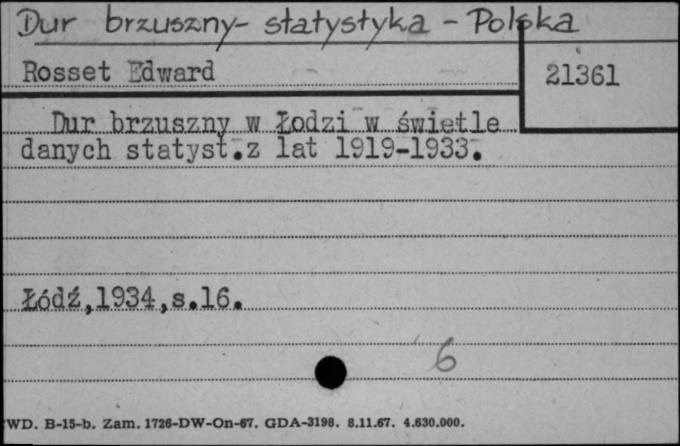 Dur brzuszny - statystyka - Polska
Rosset Edward
21361
Dur brzuszny w Łodzi w świetle
danych statyst.z lat 1919-1933.
Łódź,1934,s.16.
6
WD. B-15-b. Zam. 1726-DW-On-67. GDA-3198. 8.11.67. 4.630.000.